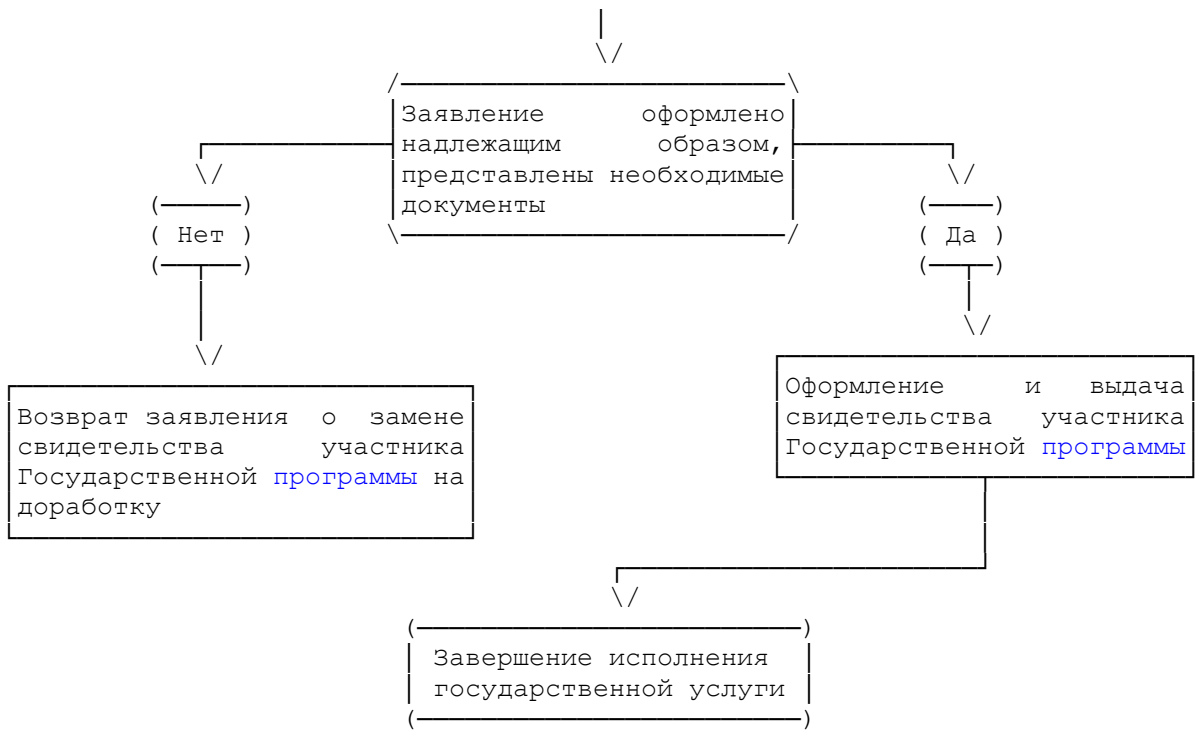 Заявление оформлено
надлежащим образом,
представлены необходимые
документы
( Нет )
( Да )
Возврат заявления о замене
свидетельства участника
Государственной программы на
доработку
Оформление и выдача
свидетельства участника
Государственной программы
Завершение исполнения
государственной услуги